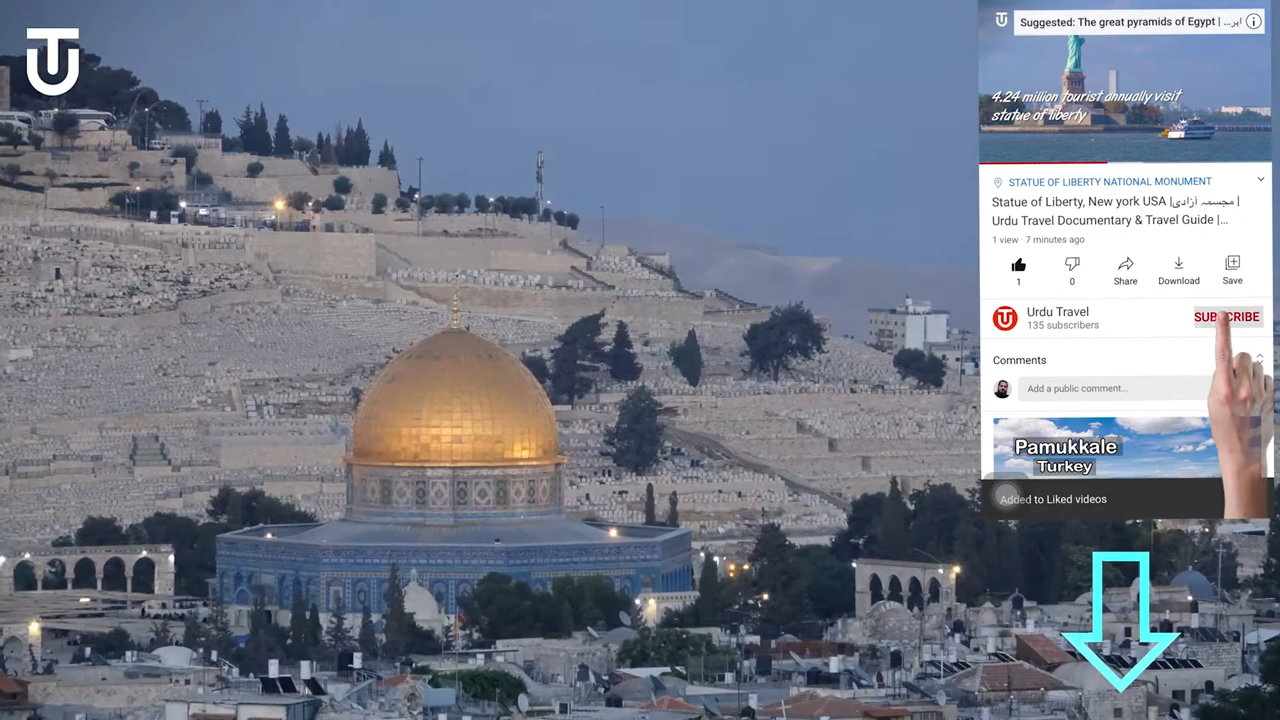 Suggested: The great pyramids of Egypt | ...ابر
4.24 million tourist annually visit
statue of liberty
STATUE OF LIBERTY NATIONAL MONUMENT
Statue of Liberty, New york USA |مجسمہ آزادی |
Urdu Travel Documentary & Travel Guide |...
1 view · 7 minutes ago
1
0
Share
Download
Save
Urdu Travel
135 subscribers
SUBSCRIBE
Comments
Add a public comment...
Pamukkale
Turkey
Added to Liked videos